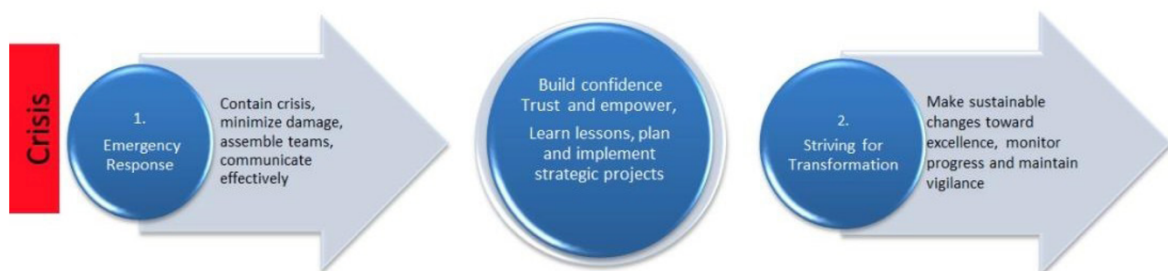 Crisis
1.
Emergency
Response
Contain crisis,
minimize damage,
assemble teams,
communicate
effectively
Build confidence
Trust and empower,
Learn lessons, plan
and implement
strategic projects
2.
Striving for
Transformation
Make sustainable
changes toward
excellence, monitor
progress and maintain
vigilance